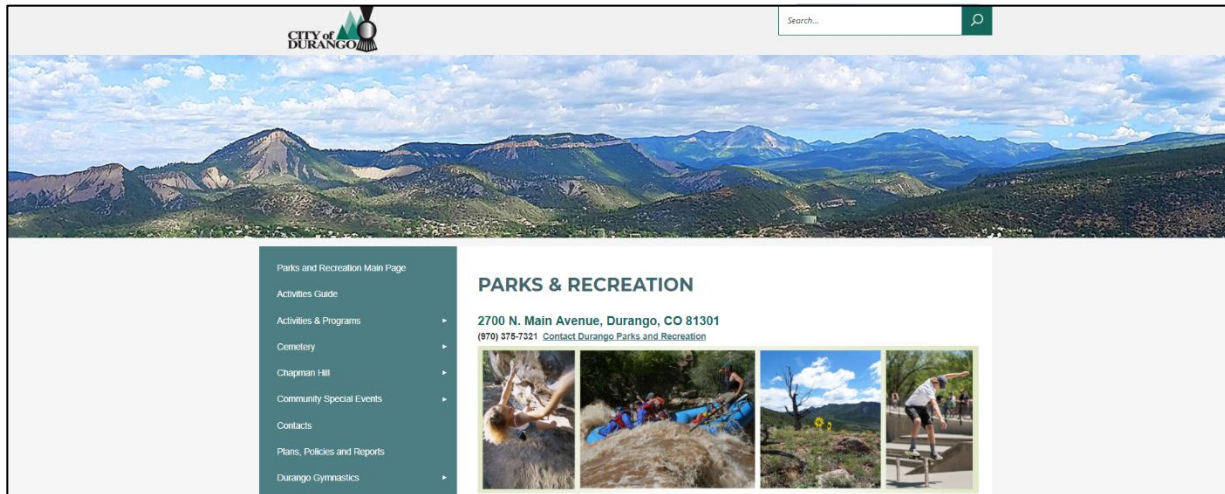 CITY of
DURANGO
Search...
Parks and Recreation Main Page
Activities Guide
Activities & Programs
Cemetery
Chapman Hill
Community Special Events
Contacts
Plans, Policies and Reports
Durango Gymnastics
PARKS & RECREATION
2700 N. Main Avenue, Durango, CO 81301
(970) 375-7321 Contact Durango Parks and Recreation